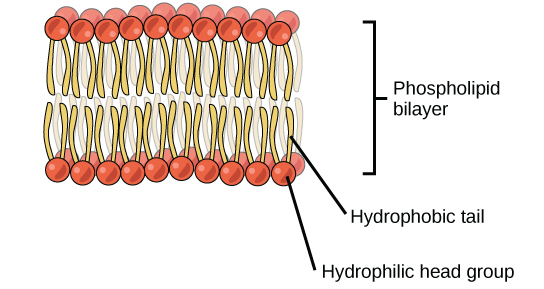 Phospholipid
bilayer
Hydrophobic tail
Hydrophilic head group